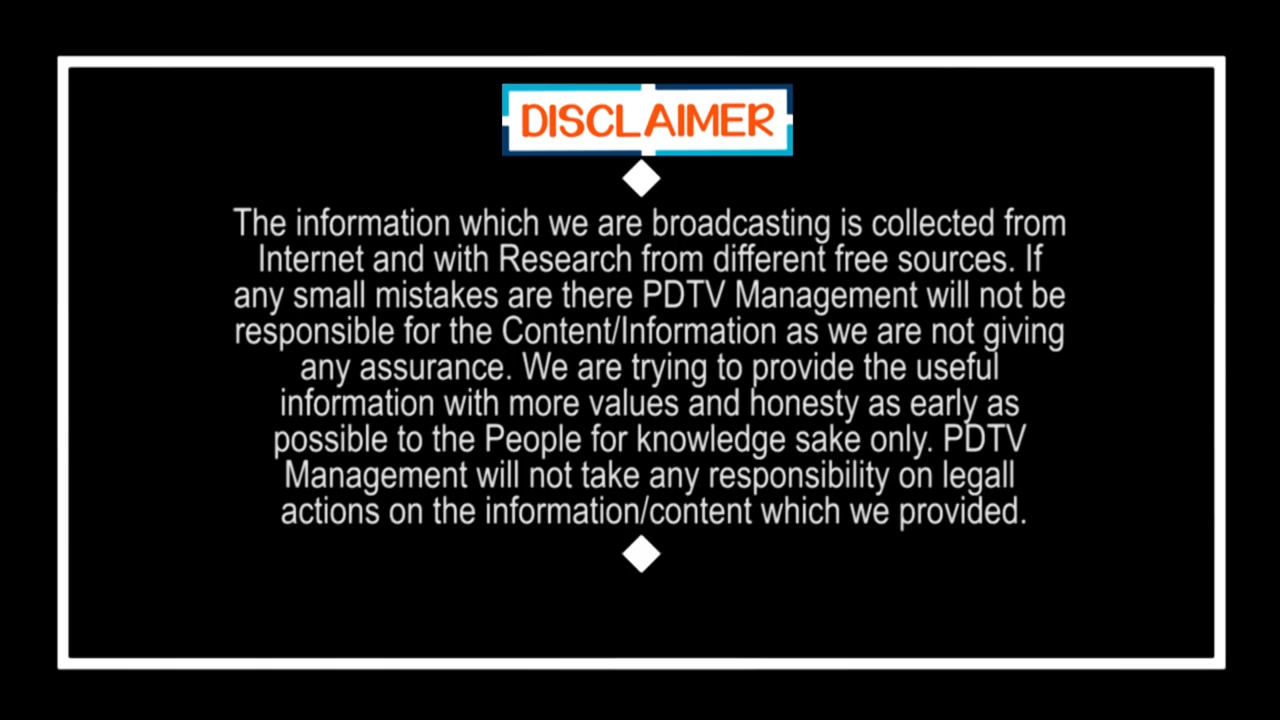 DISCLAIMER
The information which we are broadcasting is collected from
Internet and with Research from different free sources. If
any small mistakes are there PDTV Management will not be
responsible for the Content/Information as we are not giving
any assurance. We are trying to provide the useful
information with more values and honesty as early as
possible to the People for knowledge sake only. PDTV
Management will not take any responsibility on legall
actions on the information/content which we provided.